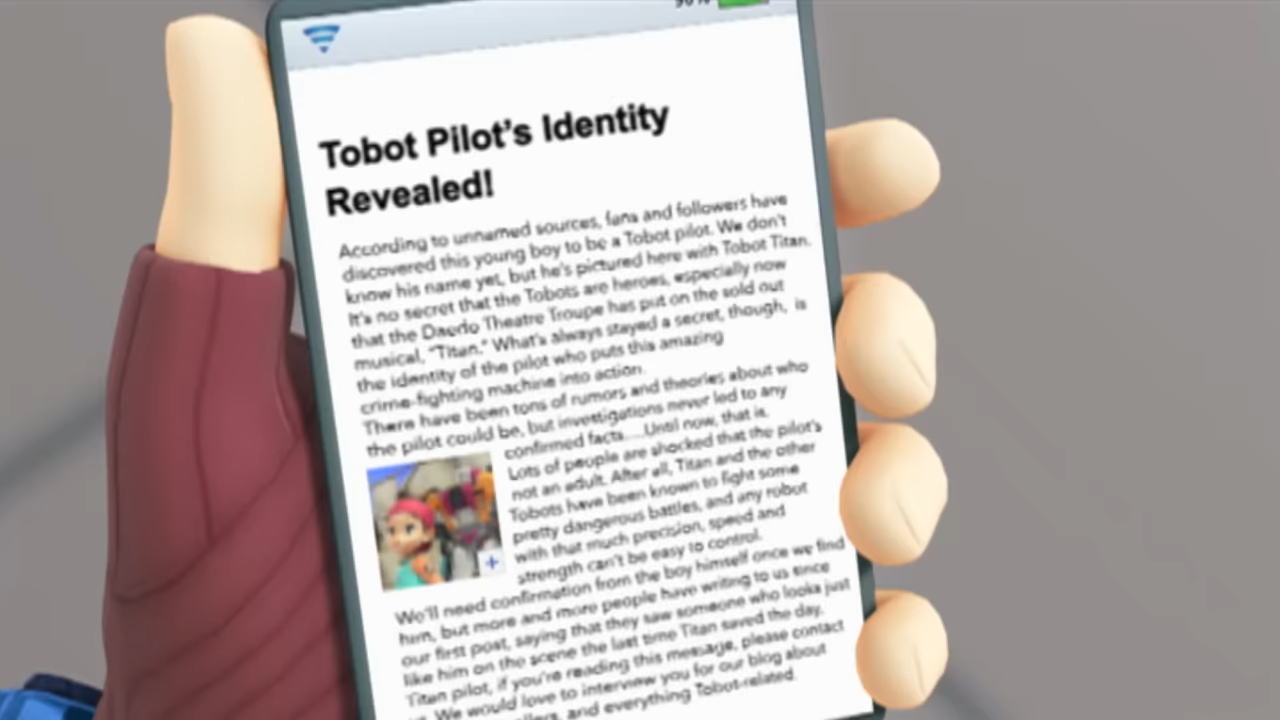 96%
Tobot Pilot's Identity
Revealed!
According to unnamed sources, fans and followers have
discovered this young boy to be a Tobot pilot. We don't
know his name yet, but he's pictured here with Tobot Titan.
It's no secret that the Tobots are heroes, especially now
that the Daedo Theatre Troupe has put on the sold out
musical, "Titan." What's always stayed a secret, though, is
the identity of the pilot who puts this amazing
crime-fighting machine into action.
There have been tons of rumors and theories about who
the pilot could be, but investigations never led to any
confirmed facts.....Until now, that is.
Lots of people are shocked that the pilot's
not an adult. After all, Titan and the other
Tobots have been known to fight some
pretty dangerous battles, and any robot
with that much precision, speed and
strength can't be easy to control.
We'll need confirmation from the boy himself once we find
him, but more and more people have writing to us since
our first post, saying that they saw someone who looks just
like him on the scene the last time Titan saved the day.
Titan pilot, if you're reading this message, please contact
us. We would love to interview you for our blog about
and everything Tobot-related.